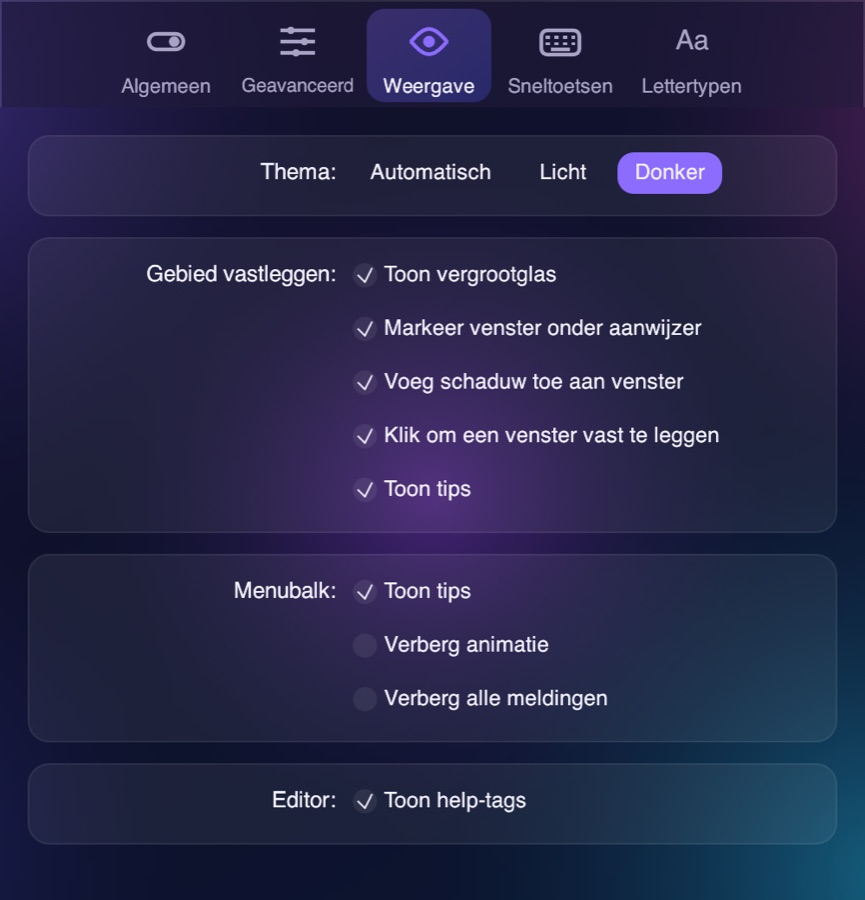 Aa
Algemeen Geavanceerd Weergave Sneltoetsen Lettertypen
Thema: Automatisch Licht Donker
Gebied vastleggen: Toon vergrootglas
Markeer venster onder aanwijzer
Voeg schaduw toe aan venster
Klik om een venster vast te leggen
Toon tips
Menubalk: Toon tips
Verberg animatie
Verberg alle meldingen
Editor: Toon help-tags